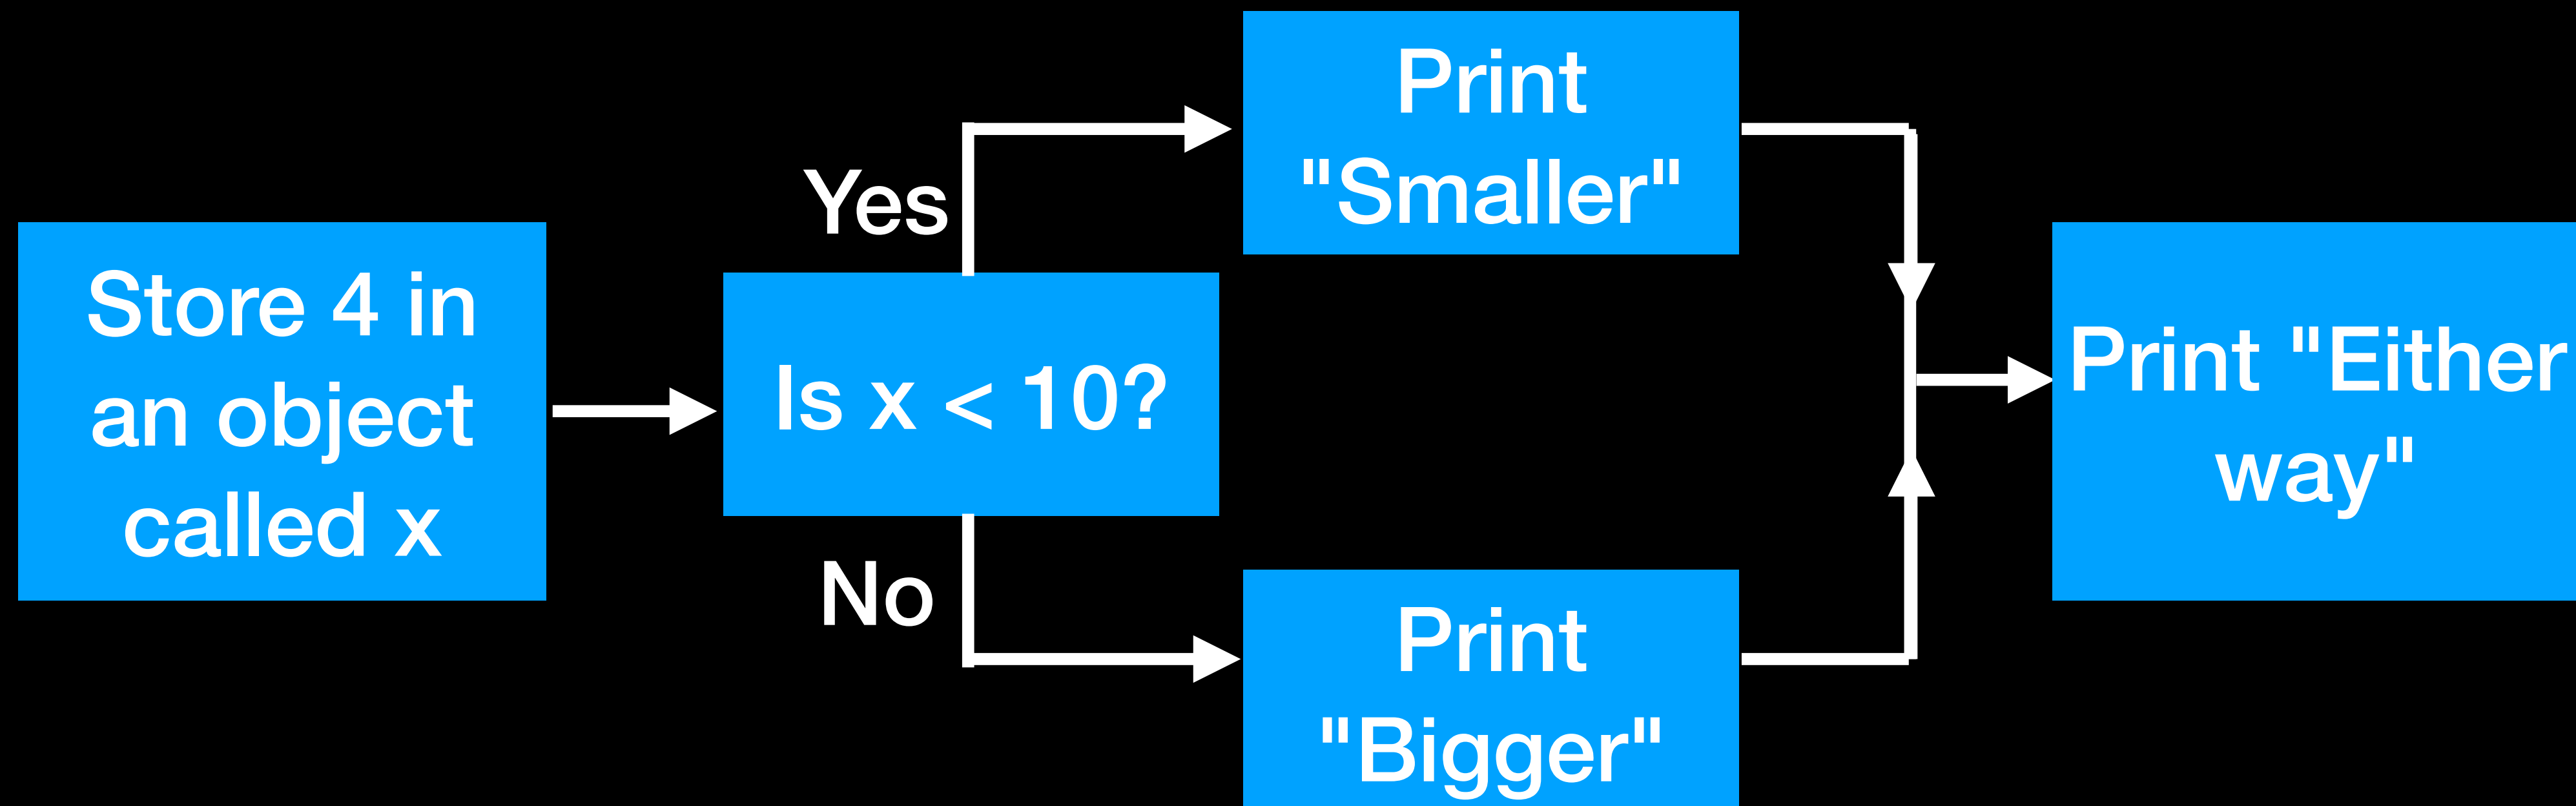 Store 4 in
an object
called x
Is x < 10?
Yes
Print
"Smaller"
No
Print
"Bigger"
Print "Either
way"